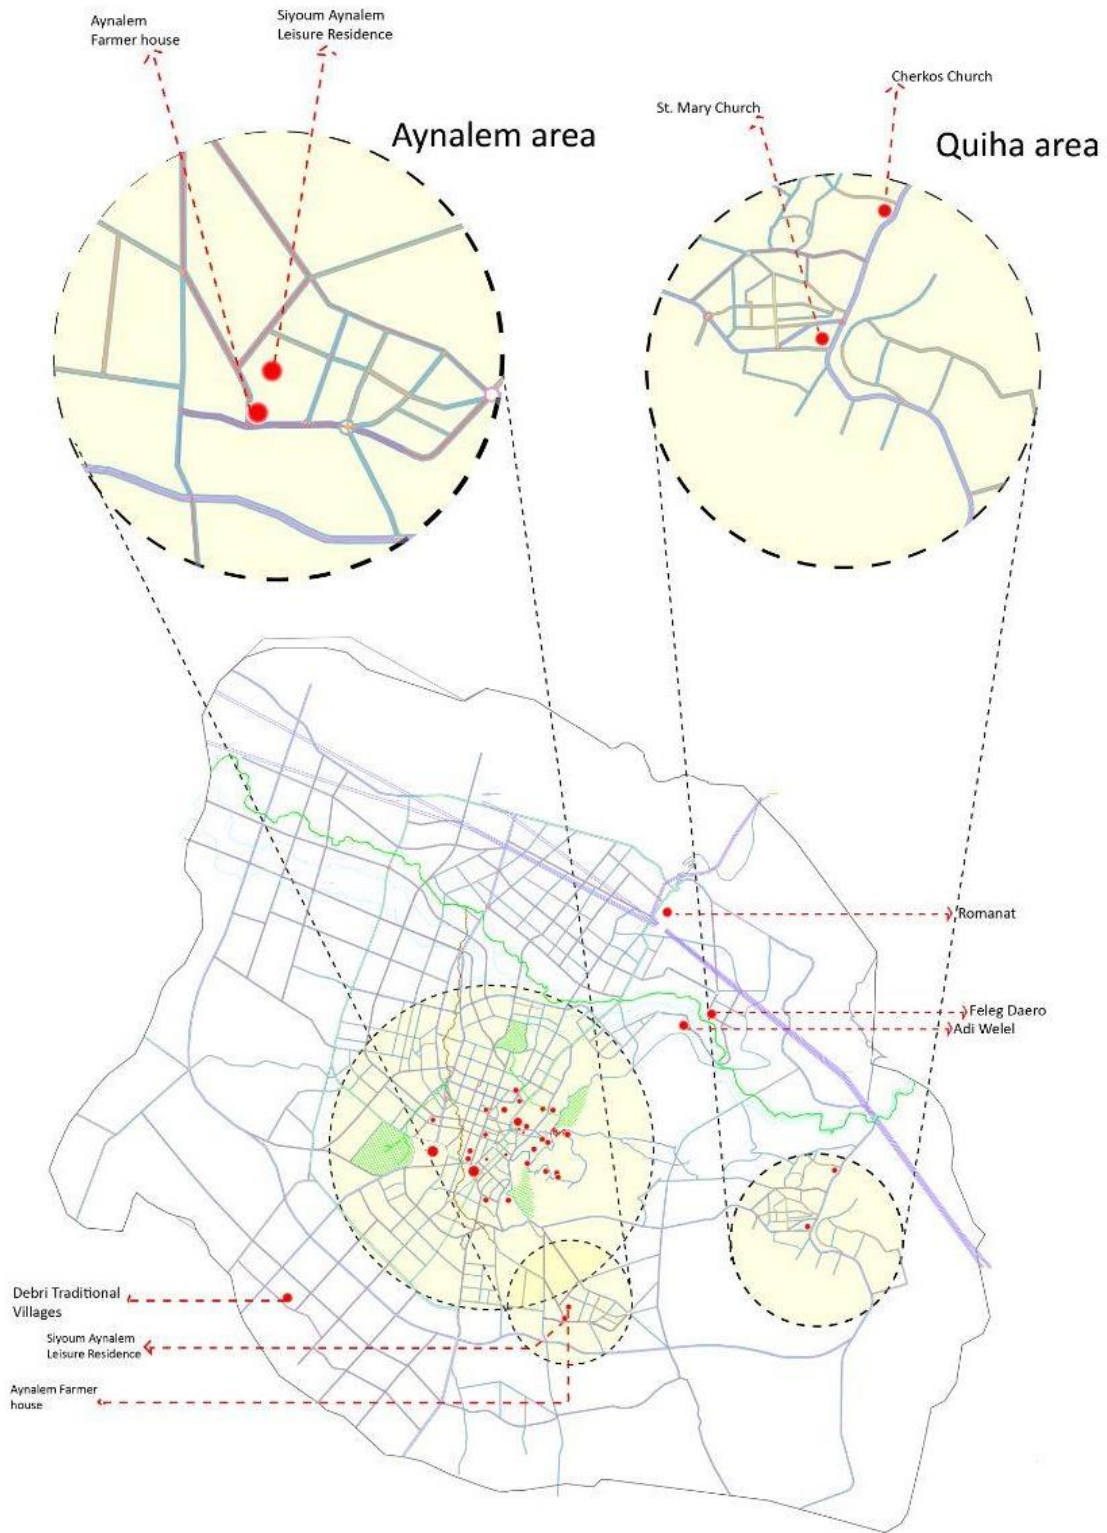 Aynalem
Farmer house
Siyoum Aynalem
Leisure Residence
Cherkos Church
St. Mary Church
Aynalem area
Quiha area
Romanat
Feleg Daero
Adi Welel
Debri Traditional
Villages
Siyoum Aynalem
Leisure Residence
Aynalem Farmer
house